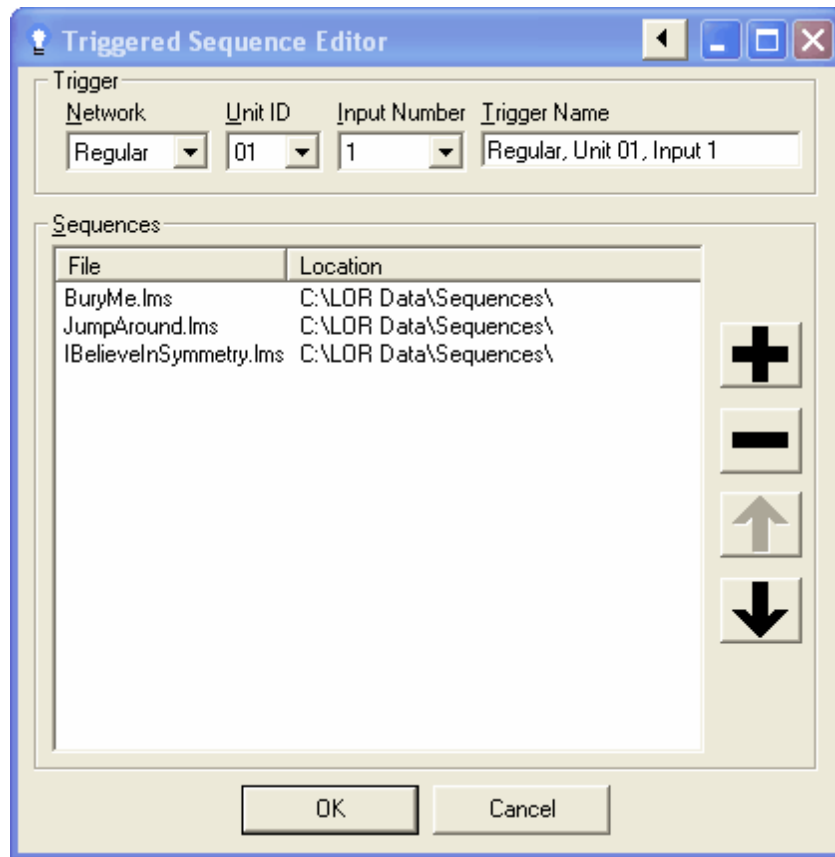 Triggered Sequence Editor
Trigger
Network Unit ID Input Number Trigger Name
Regular 01 1 Regular, Unit 01, Input 1
Sequences
File Location
BuryMe.lms C:\LOR Data\Sequences\
JumpAround.lms C:\LOR Data\Sequences\
IBelieveInSymmetry.lms C:\LOR Data\Sequences\
OK Cancel